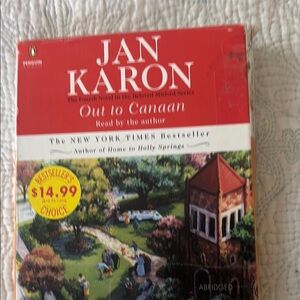 PENGUIN
JAN
KARON
The Fourth Novel in the Beloved Mitford Series
Out to Canaan
Read by the author
The NEW YORK TIMES Bestseller
Author of Home to Holly Springs
BESTSELLER'S
$14.99
CHOICE
ABRIDGED